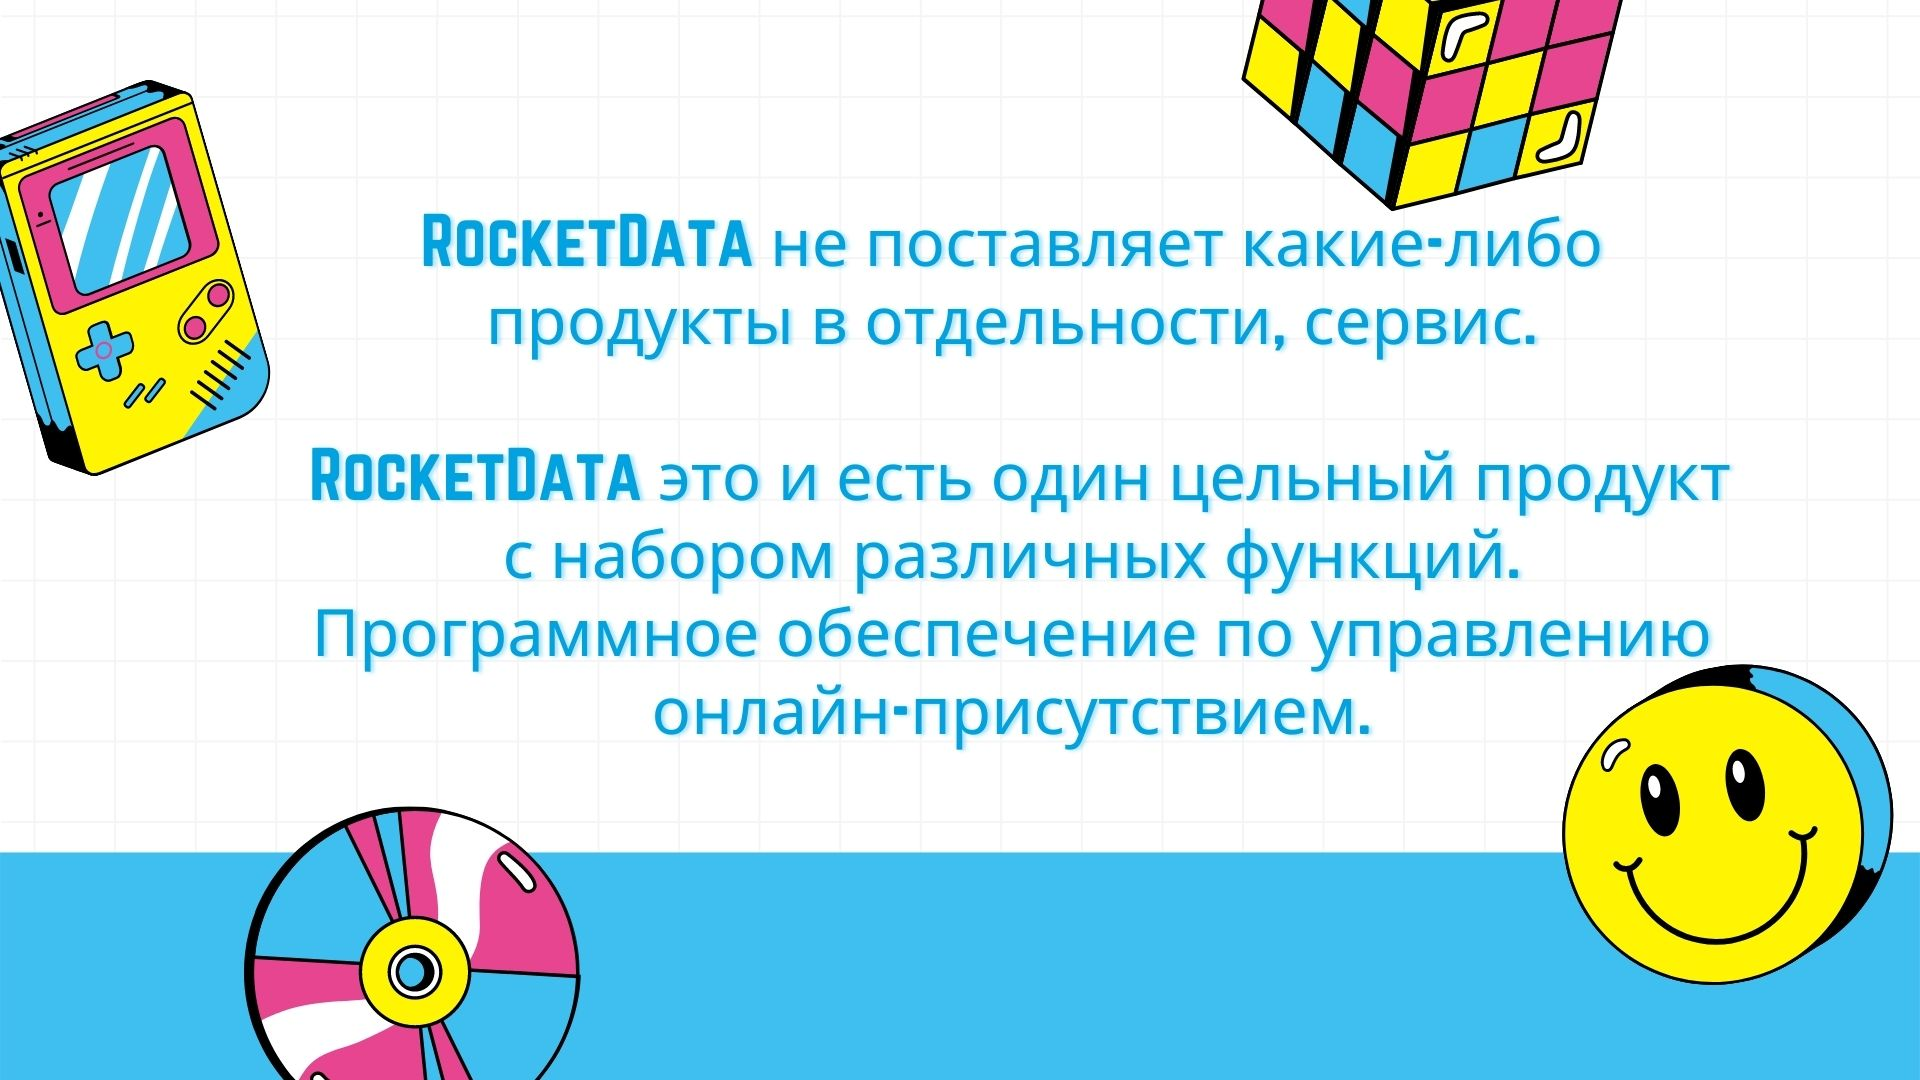 RocketData не поставляет какие-либо
продукты в отдельности, сервис.
RocketData это и есть один цельный продукт
с набором различных функций.
Программное обеспечение по управлению
онлайн-присутствием.